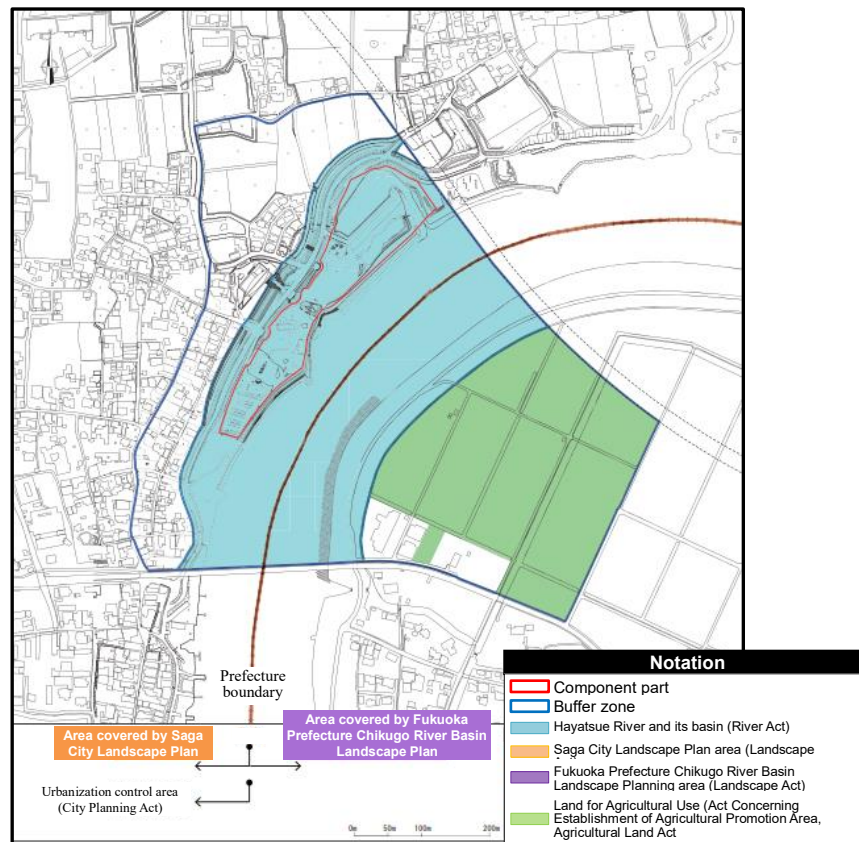 Prefecture
boundary
Area covered by Saga
City Landscape Plan
Area covered by Fukuoka
Prefecture Chikugo River Basin
Landscape Plan
Urbanization control area
(City Planning Act)
0m 50m 100m 200m
Notation
Component part
Buffer zone
Hayatsue River and its basin (River Act)
Saga City Landscape Plan area (Landscape
Fukuoka Prefecture Chikugo River Basin
Landscape Planning area (Landscape Act)
Land for Agricultural Use (Act Concerning
Establishment of Agricultural Promotion Area,
Agricultural Land Act